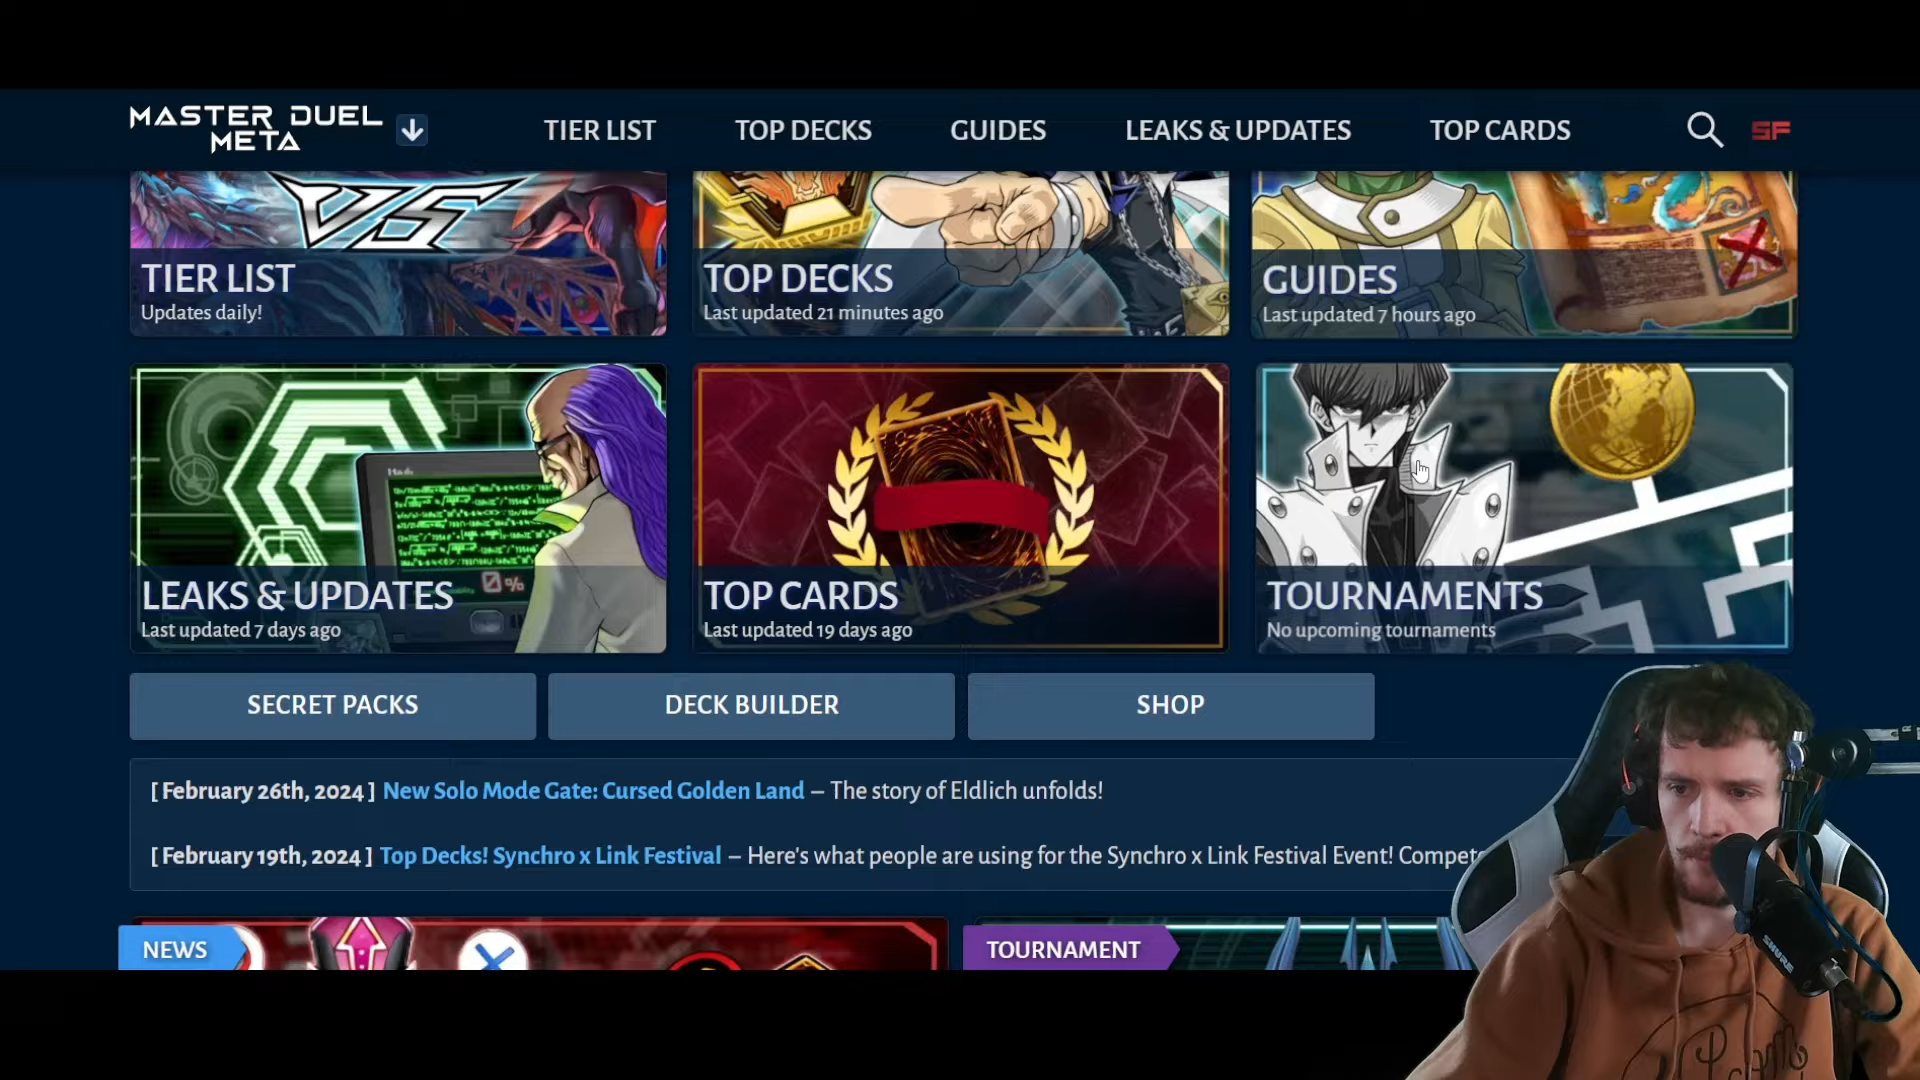 MASTER DUEL
META
TIER LIST
TOP DECKS
GUIDES
LEAKS & UPDATES
TOP CARDS
SF
VS
TIER LIST
Updates daily!
TOP DECKS
Last updated 21 minutes ago
GUIDES
Last updated 7 hours ago
0%
LEAKS & UPDATES
Last updated 7 days ago
TOP CARDS
Last updated 19 days ago
TOURNAMENTS
No upcoming tournaments
SECRET PACKS
DECK BUILDER
SHOP
[ February 26th, 2024 ] New Solo Mode Gate: Cursed Golden Land – The story of Eldlich unfolds!
[ February 19th, 2024 ] Top Decks! Synchro x Link Festival – Here's what people are using for the Synchro x Link Festival Event! Compete
NEWS
TOURNAMENT
SHURE